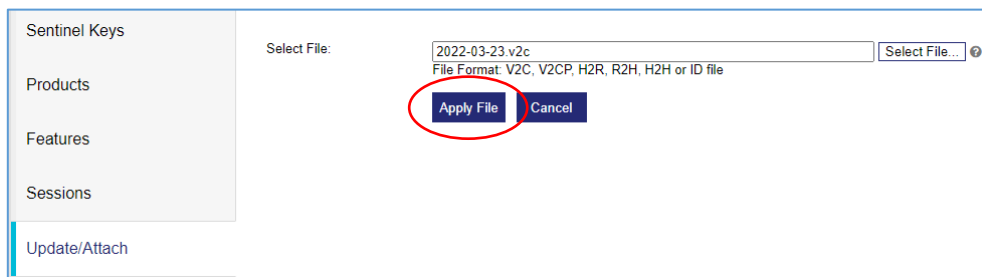 Sentinel Keys
Products
Features
Sessions
Update/Attach
Select File:
2022-03-23.v2c
Select File...
?
File Format: V2C, V2CP, H2R, R2H, H2H or ID file
Apply File
Cancel